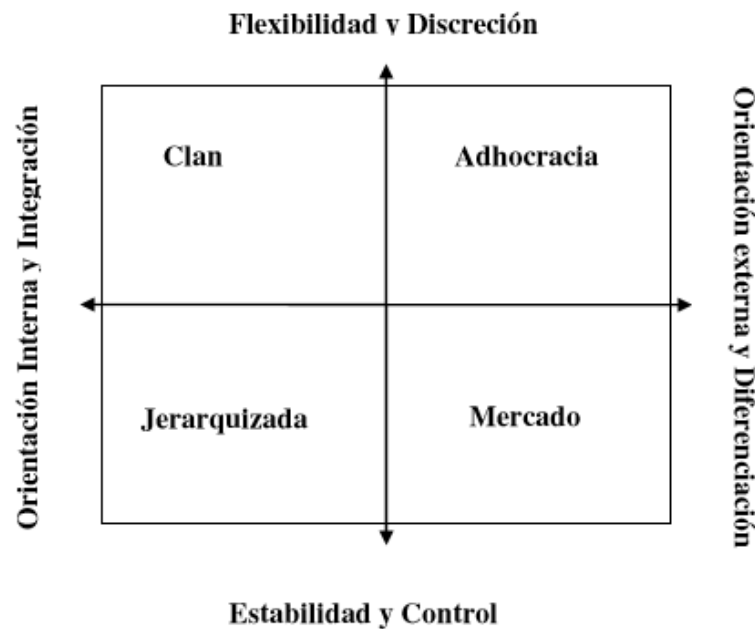 Flexibilidad y Discreción
Orientación Interna y Integración
Clan
Adhocracia
Orientación externa y Diferenciación
Jerarquizada
Mercado
Estabilidad y Control